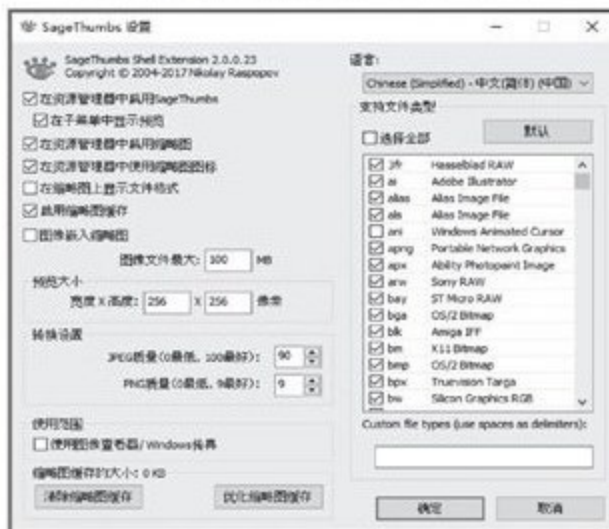 SageThumbs 设置
SageThumbs Shell Extension 2.0.0.23
Copyright © 2004-2017 Nikolay Raspopov
在资源管理器中启用SageThumbs
在子菜单中显示预览
在资源管理器中启用缩略图
在资源管理器中使用缩略图图标
在缩略图上显示文件格式
启用缩略图缓存
图像嵌入缩略图
图像文件最大: 100 MB
预览大小
宽度 X 高度: 256 X 256 像素
转换设置
JPEG质量(0最低, 100最好): 90
PNG质量(0最低, 9最好): 9
使用范围
使用图像查看器/Windows传真
缩略图缓存的大小: 0 KB
清除缩略图缓存 优化缩略图缓存
语言:
Chinese (Simplified) - 中文(简体) (中国)
支持文件类型
选择全部 默认
3fr Hasselblad RAW
ai Adobe Illustrator
alias Alias Image File
als Alias Image File
ani Windows Animated Cursor
apng Portable Network Graphics
apx Ability Photopaint Image
arw Sony RAW
bay ST Micro RAW
bga OS/2 Bitmap
blk Amiga IFF
bm X11 Bitmap
bmp OS/2 Bitmap
bpx Truevision Targa
bw Silicon Graphics RGB
Custom file types (use spaces as delimiters):
确定 取消